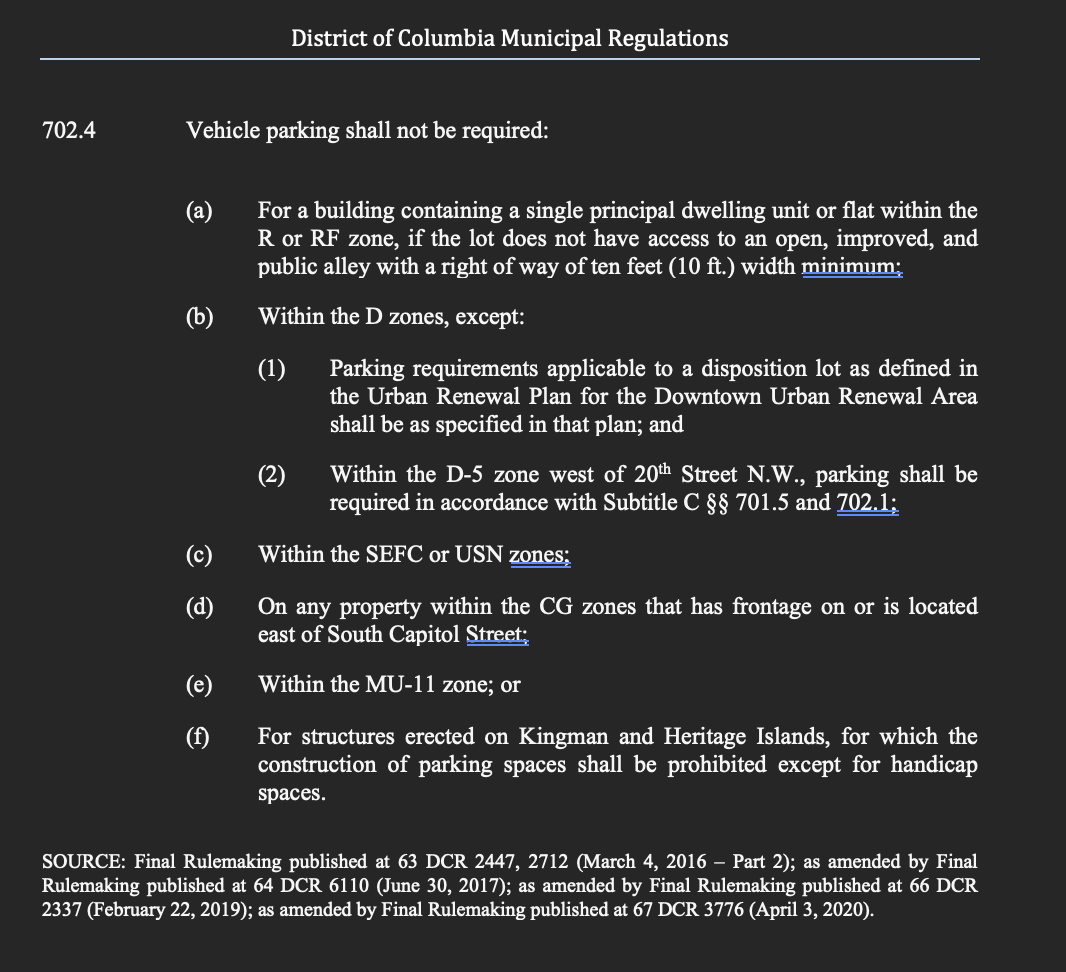 District of Columbia Municipal Regulations
702.4 Vehicle parking shall not be required:
(a) For a building containing a single principal dwelling unit or flat within the
R or RF zone, if the lot does not have access to an open, improved, and
public alley with a right of way of ten feet (10 ft.) width minimum;
(b) Within the D zones, except:
(1) Parking requirements applicable to a disposition lot as defined in
the Urban Renewal Plan for the Downtown Urban Renewal Area
shall be as specified in that plan; and
(2) Within the D-5 zone west of 20th Street N.W., parking shall be
required in accordance with Subtitle C §§ 701.5 and 702.1;
(c) Within the SEFC or USN zones;
(d) On any property within the CG zones that has frontage on or is located
east of South Capitol Street;
(e) Within the MU-11 zone; or
(f) For structures erected on Kingman and Heritage Islands, for which the
construction of parking spaces shall be prohibited except for handicap
spaces.
SOURCE: Final Rulemaking published at 63 DCR 2447, 2712 (March 4, 2016 – Part 2); as amended by Final
Rulemaking published at 64 DCR 6110 (June 30, 2017); as amended by Final Rulemaking published at 66 DCR
2337 (February 22, 2019); as amended by Final Rulemaking published at 67 DCR 3776 (April 3, 2020).